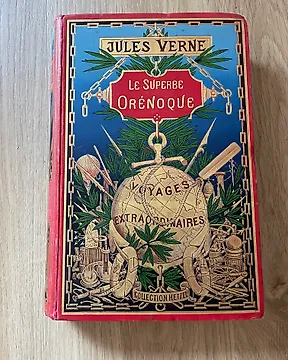 JULES VERNE
LE SUPERBE
ORÉNOQUE
VOYAGES
EXTRAORDINAIRES
COLLECTION HETZEL